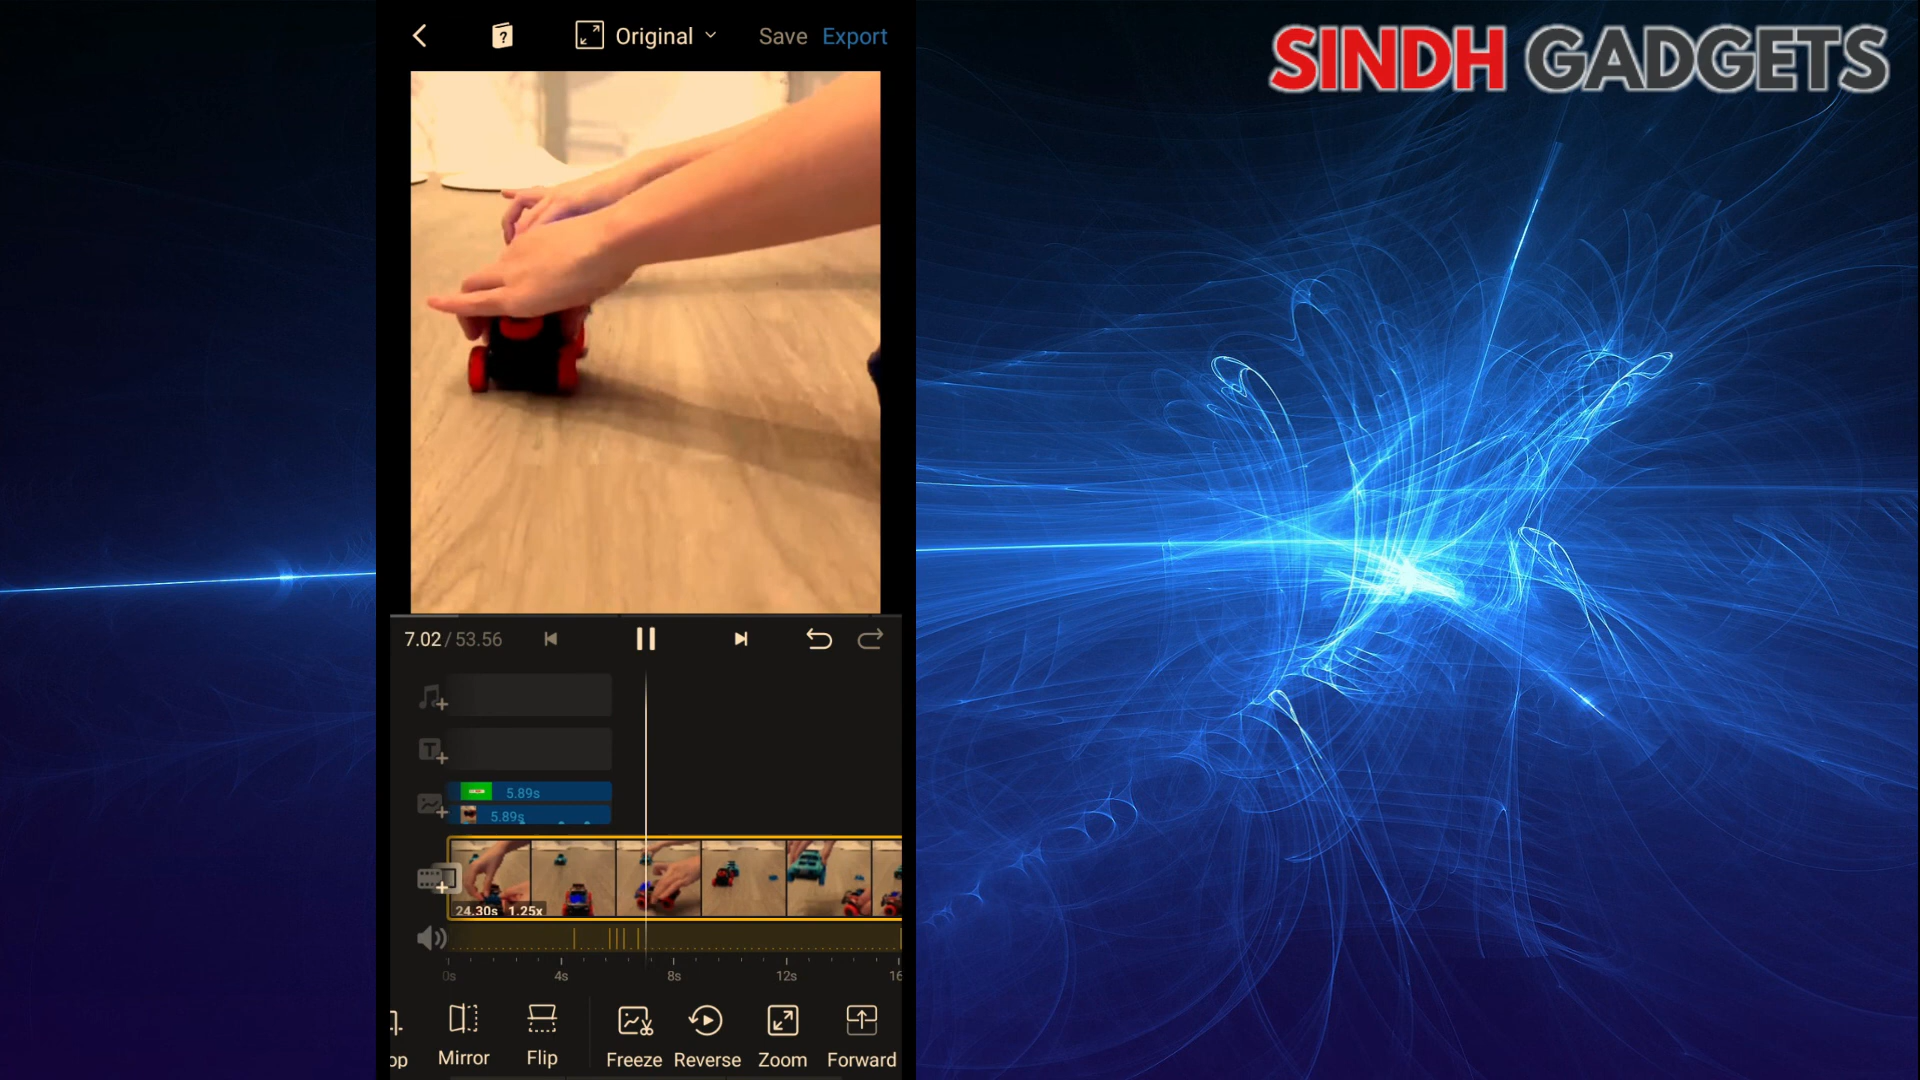 Original
Save
Export
SINDH GADGETS
7.02 / 53.56
5.89s
5.89s
24.30s 1.25x
0s
4s
8s
12s
16
op
Mirror
Flip
Freeze
Reverse
Zoom
Forward